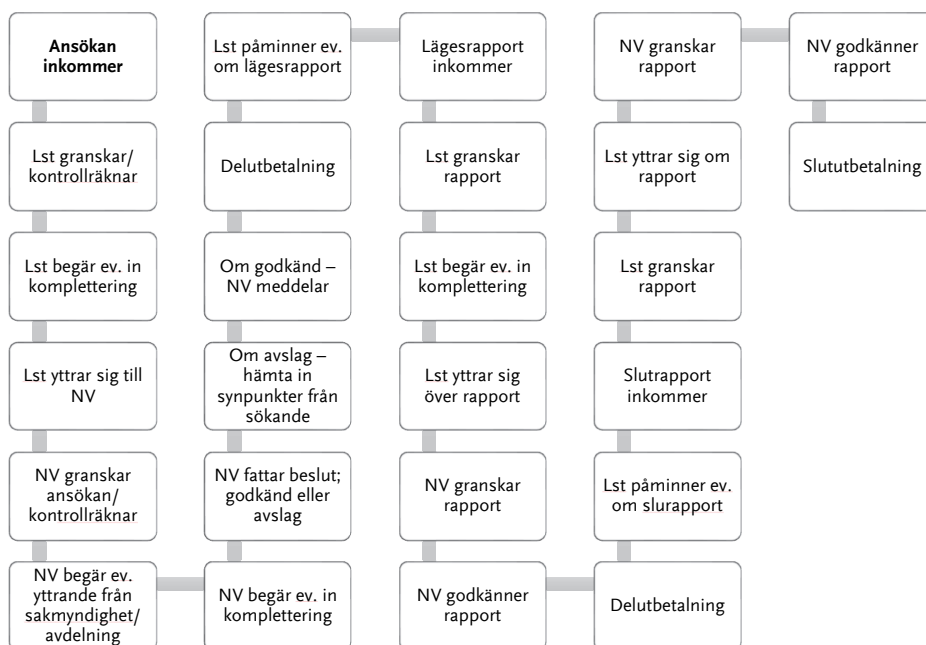 Ansökan
inkommer
Lst granskar/
kontrollräknar
Lst begär ev. in
komplettering
Lst yttrar sig till
NV
NV granskar
ansökan/
kontrollräknar
NV begär ev.
yttrande från
sakmyndighet/
avdelning
NV begär ev. in
komplettering
NV fattar beslut;
godkänd eller
avslag
Om avslag –
hämta in
synpunkter från
sökande
Om godkänd –
NV meddelar
Delutbetalning
Lst påminner ev.
om lägesrapport
Lägesrapport
inkommer
Lst granskar
rapport
Lst begär ev. in
komplettering
Lst yttrar sig
över rapport
NV granskar
rapport
NV godkänner
rapport
Delutbetalning
Lst påminner ev.
om slurapport
Slutrapport
inkommer
Lst granskar
rapport
Lst yttrar sig om
rapport
NV granskar
rapport
NV godkänner
rapport
Slututbetalning